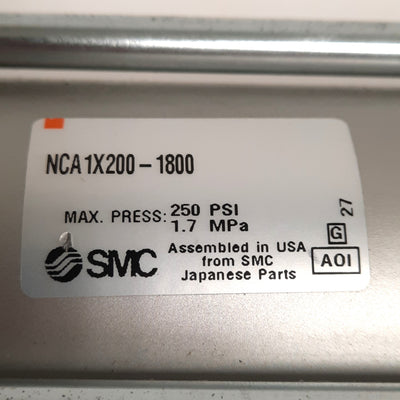 NCA1X200-1800
MAX. PRESS: 250 PSI
1.7 MPa
SMC
Assembled in USA
from SMC
Japanese Parts
27
G
AOI